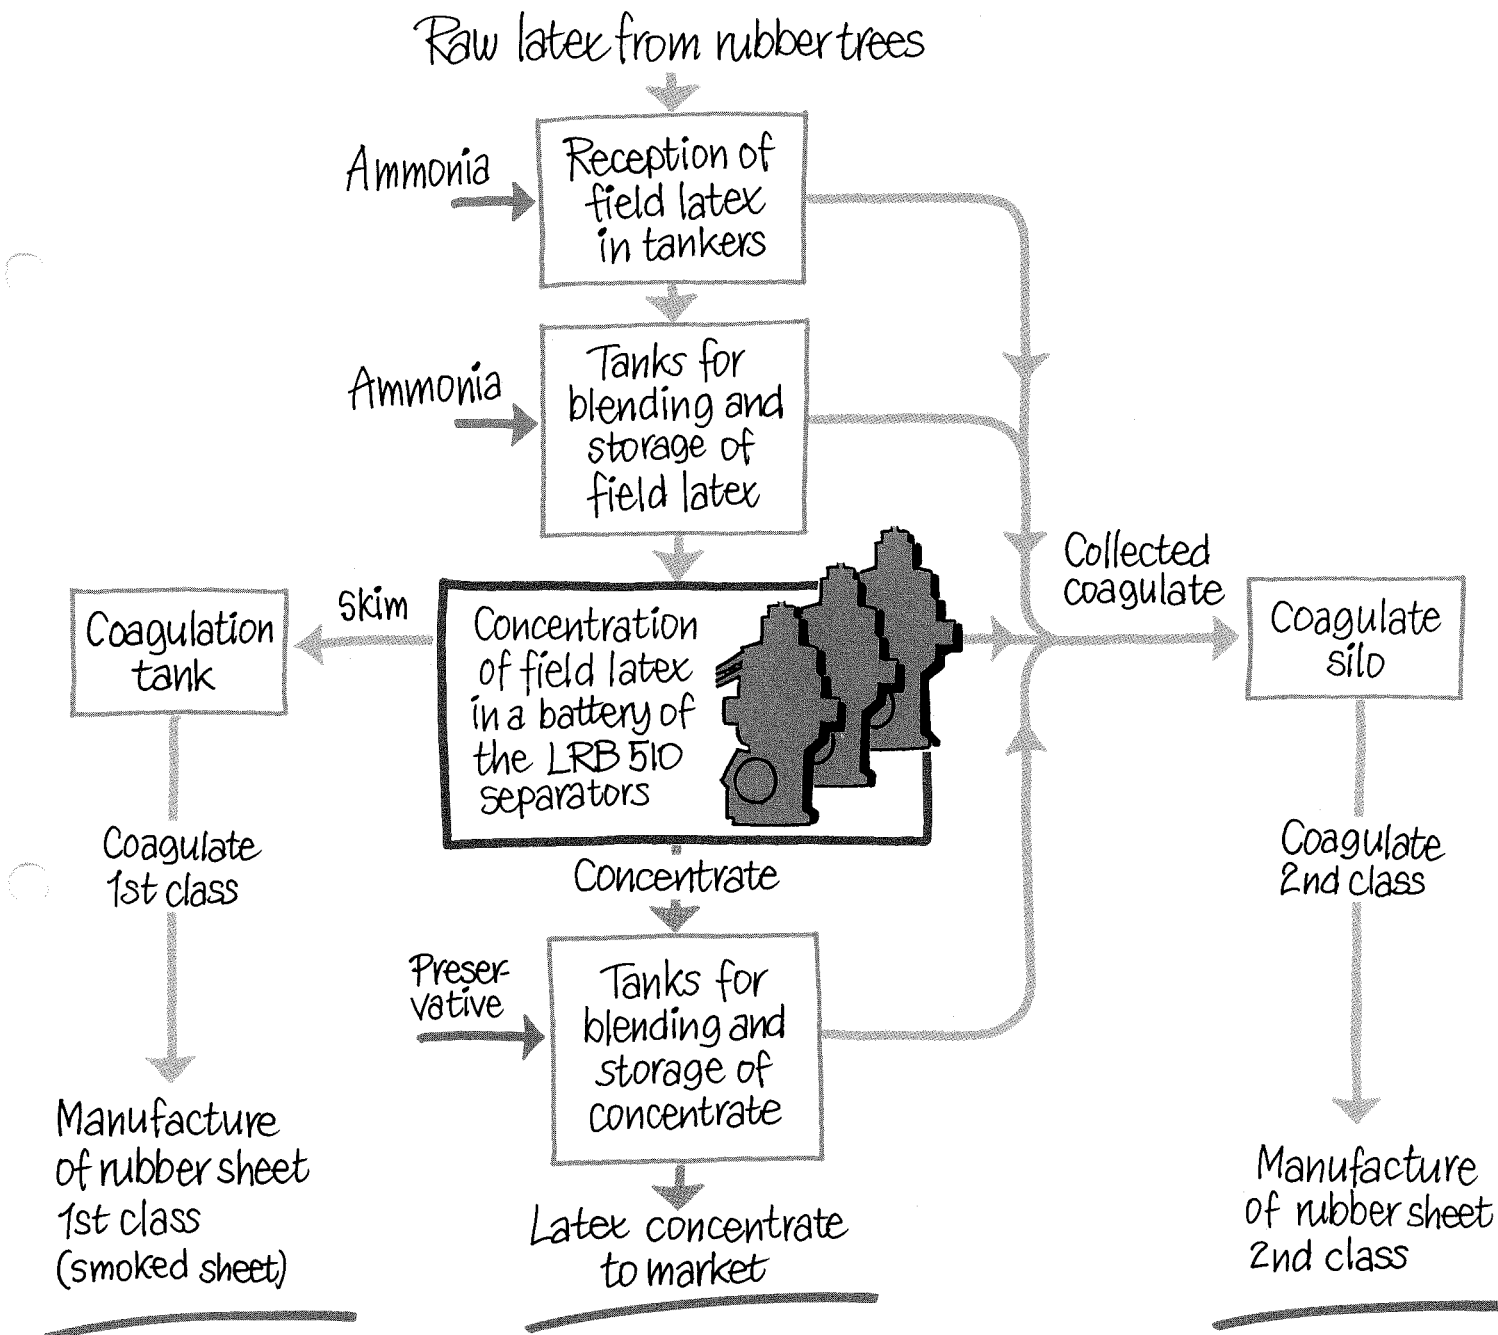 Raw latex from rubber trees
Ammonia
Reception of
field latex
in tankers
Ammonia
Tanks for
blending and
storage of
field latex
Collected
coagulate
Coagulate
silo
Skim
Coagulation
tank
Concentration
of field latex
in a battery of
the LRB 510
separators
Coagulate
1st class
Concentrate
Coagulate
2nd class
Preser-
vative
Tanks for
blending and
storage of
concentrate
Manufacture
of rubber sheet
1st class
(smoked sheet)
Latex concentrate
to market
Manufacture
of rubber sheet
2nd class